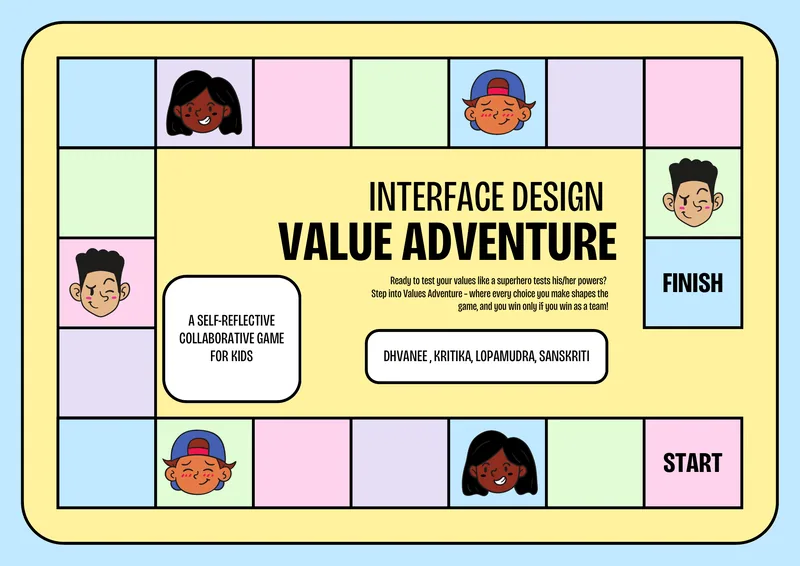 INTERFACE DESIGN
VALUE ADVENTURE
Ready to test your values like a superhero tests his/her powers?
Step into Values Adventure - where every choice you make shapes the
game, and you win only if you win as a team!
FINISH
A SELF-REFLECTIVE
COLLABORATIVE GAME
FOR KIDS
DHVANEE , KRITIKA, LOPAMUDRA, SANSKRITI
START